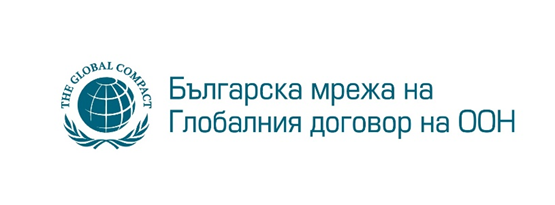 THE GLOBAL COMPACT
Българска мрежа на
Глобалния договор на ООН